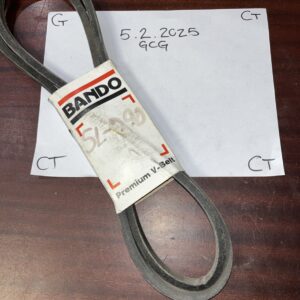 G
CT
5.2.2025
GCG
BANDO
Premium V-Belt
CT
CT